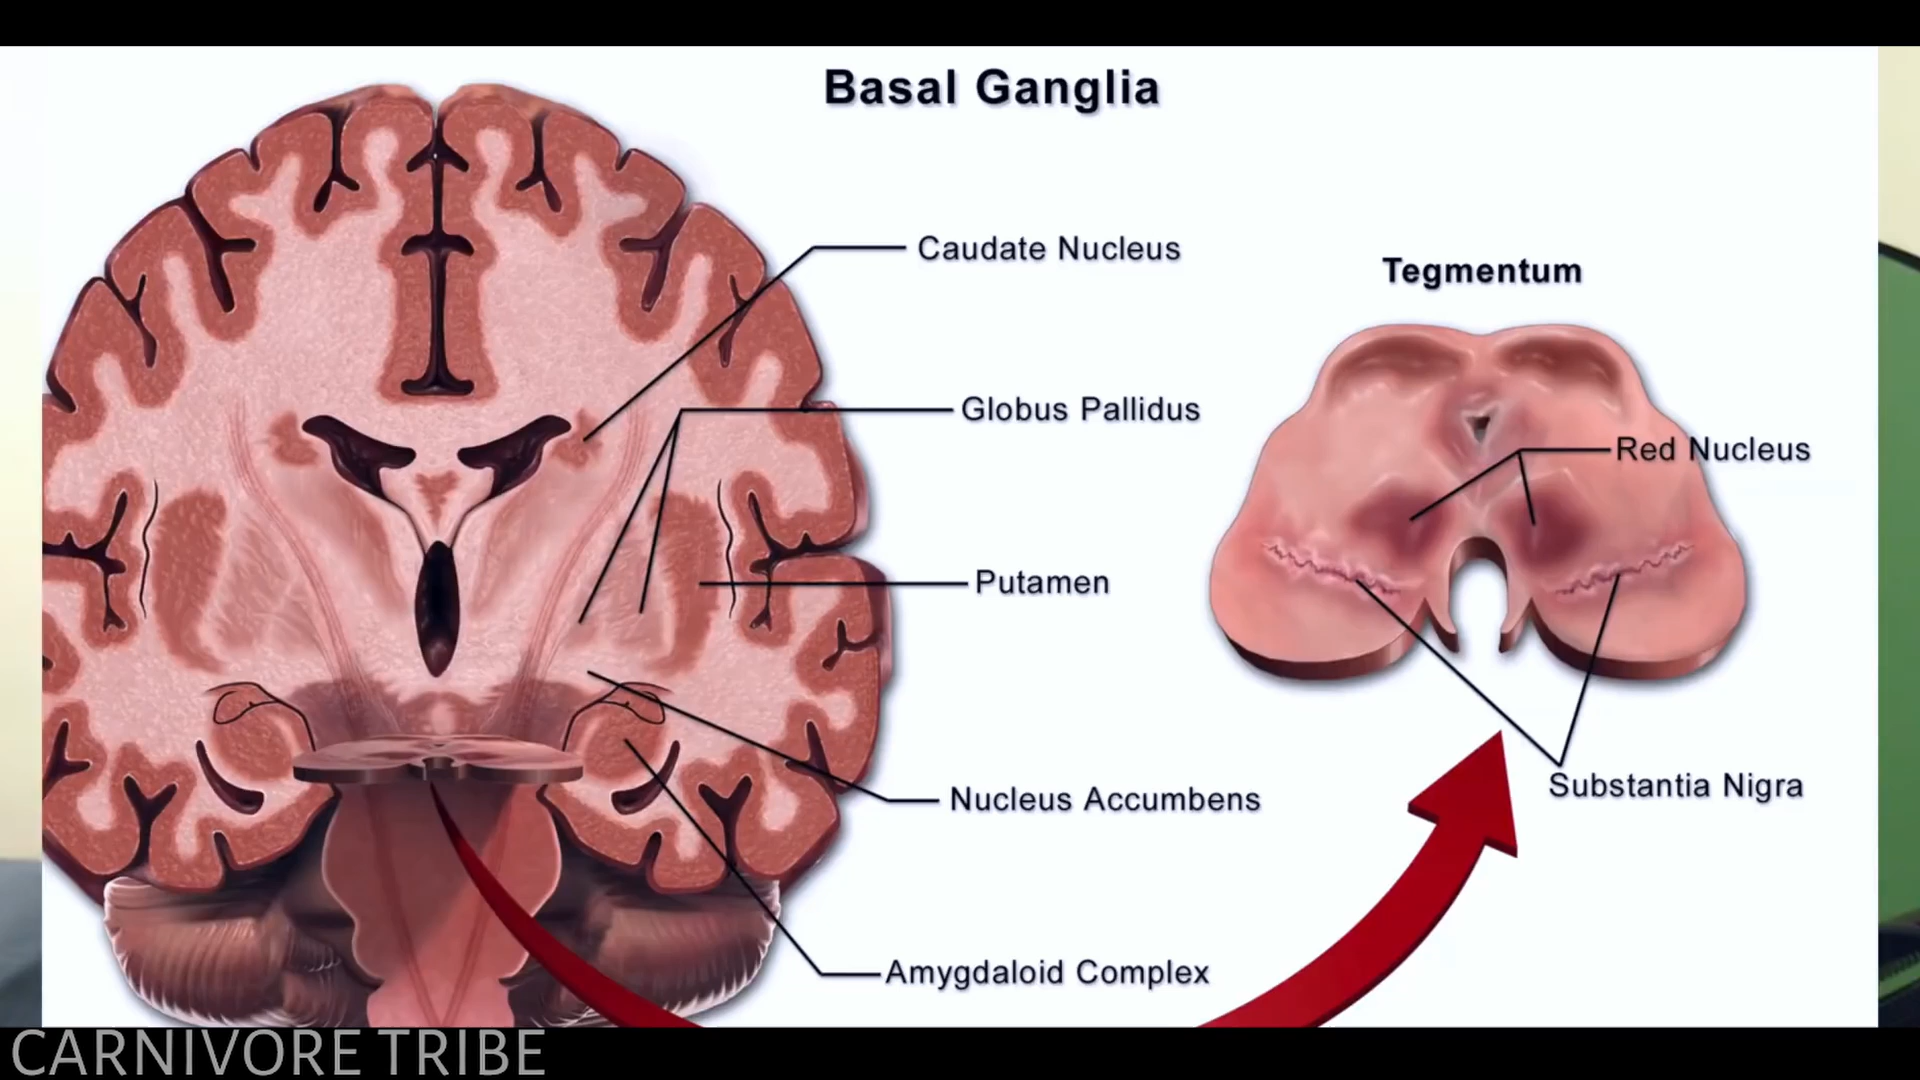 Basal Ganglia
Caudate Nucleus
Tegmentum
Globus Pallidus
Red Nucleus
Putamen
Substantia Nigra
Nucleus Accumbens
Amygdaloid Complex
CARNIVORE TRIBE